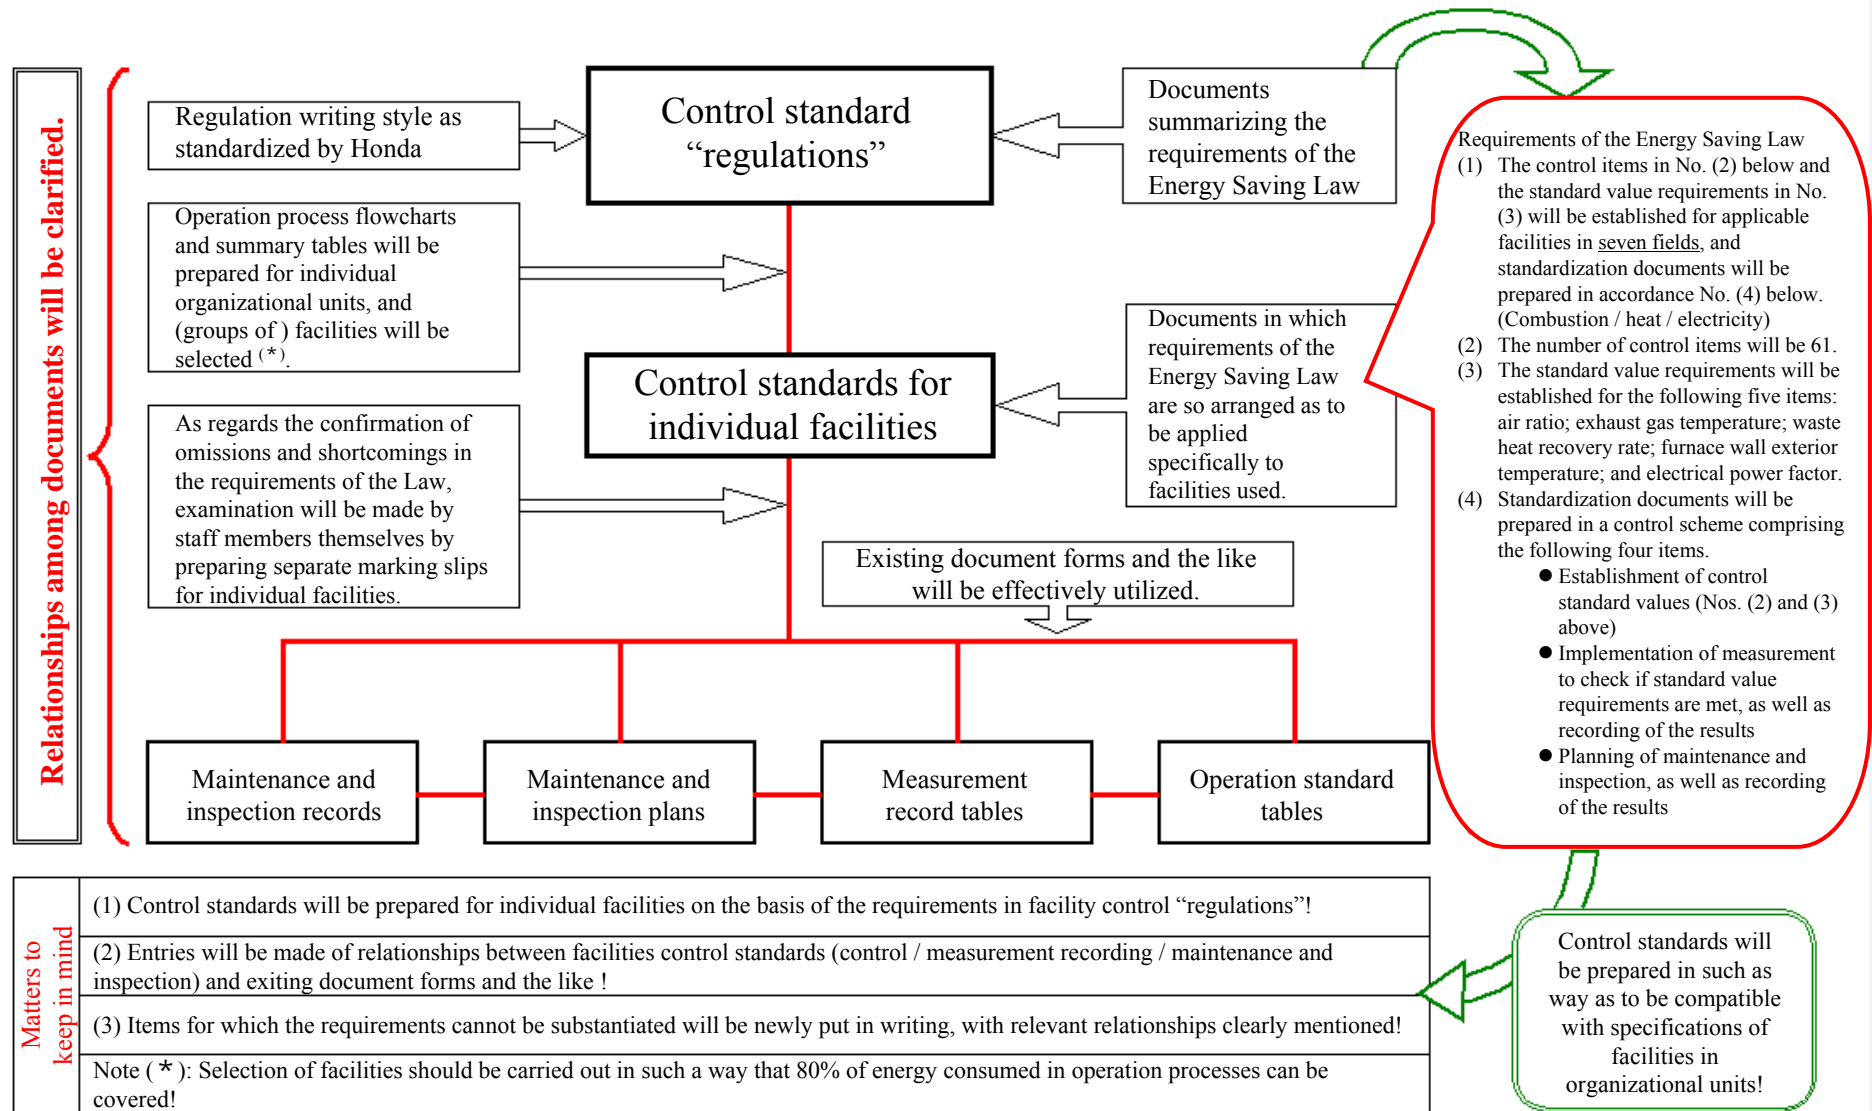 Relationships among documents will be clarified.
Regulation writing style as
standardized by Honda
Operation process flowcharts
and summary tables will be
prepared for individual
organizational units, and
(groups of ) facilities will be
selected (*).
As regards the confirmation of
omissions and shortcomings in
the requirements of the Law,
examination will be made by
staff members themselves by
preparing separate marking slips
for individual facilities.
Control standard
“regulations”
Documents
summarizing the
requirements of the
Energy Saving Law
Control standards for
individual facilities
Documents in which
requirements of the
Energy Saving Law
are so arranged as to
be applied
specifically to
facilities used.
Existing document forms and the like
will be effectively utilized.
Maintenance and
inspection records
Maintenance and
inspection plans
Measurement
record tables
Operation standard
tables
Requirements of the Energy Saving Law
(1) The control items in No. (2) below and
the standard value requirements in No.
(3) will be established for applicable
facilities in seven fields, and
standardization documents will be
prepared in accordance No. (4) below.
(Combustion / heat / electricity)
(2) The number of control items will be 61.
(3) The standard value requirements will be
established for the following five items:
air ratio; exhaust gas temperature; waste
heat recovery rate; furnace wall exterior
temperature; and electrical power factor.
(4) Standardization documents will be
prepared in a control scheme comprising
the following four items.
● Establishment of control
standard values (Nos. (2) and (3)
above)
● Implementation of measurement
to check if standard value
requirements are met, as well as
recording of the results
● Planning of maintenance and
inspection, as well as recording
of the results
Matters to
keep in mind
(1) Control standards will be prepared for individual facilities on the basis of the requirements in facility control “regulations”!
(2) Entries will be made of relationships between facilities control standards (control / measurement recording / maintenance and
inspection) and exiting document forms and the like !
(3) Items for which the requirements cannot be substantiated will be newly put in writing, with relevant relationships clearly mentioned!
Note ( * ): Selection of facilities should be carried out in such a way that 80% of energy consumed in operation processes can be
covered!
Control standards will
be prepared in such as
way as to be compatible
with specifications of
facilities in
organizational units!